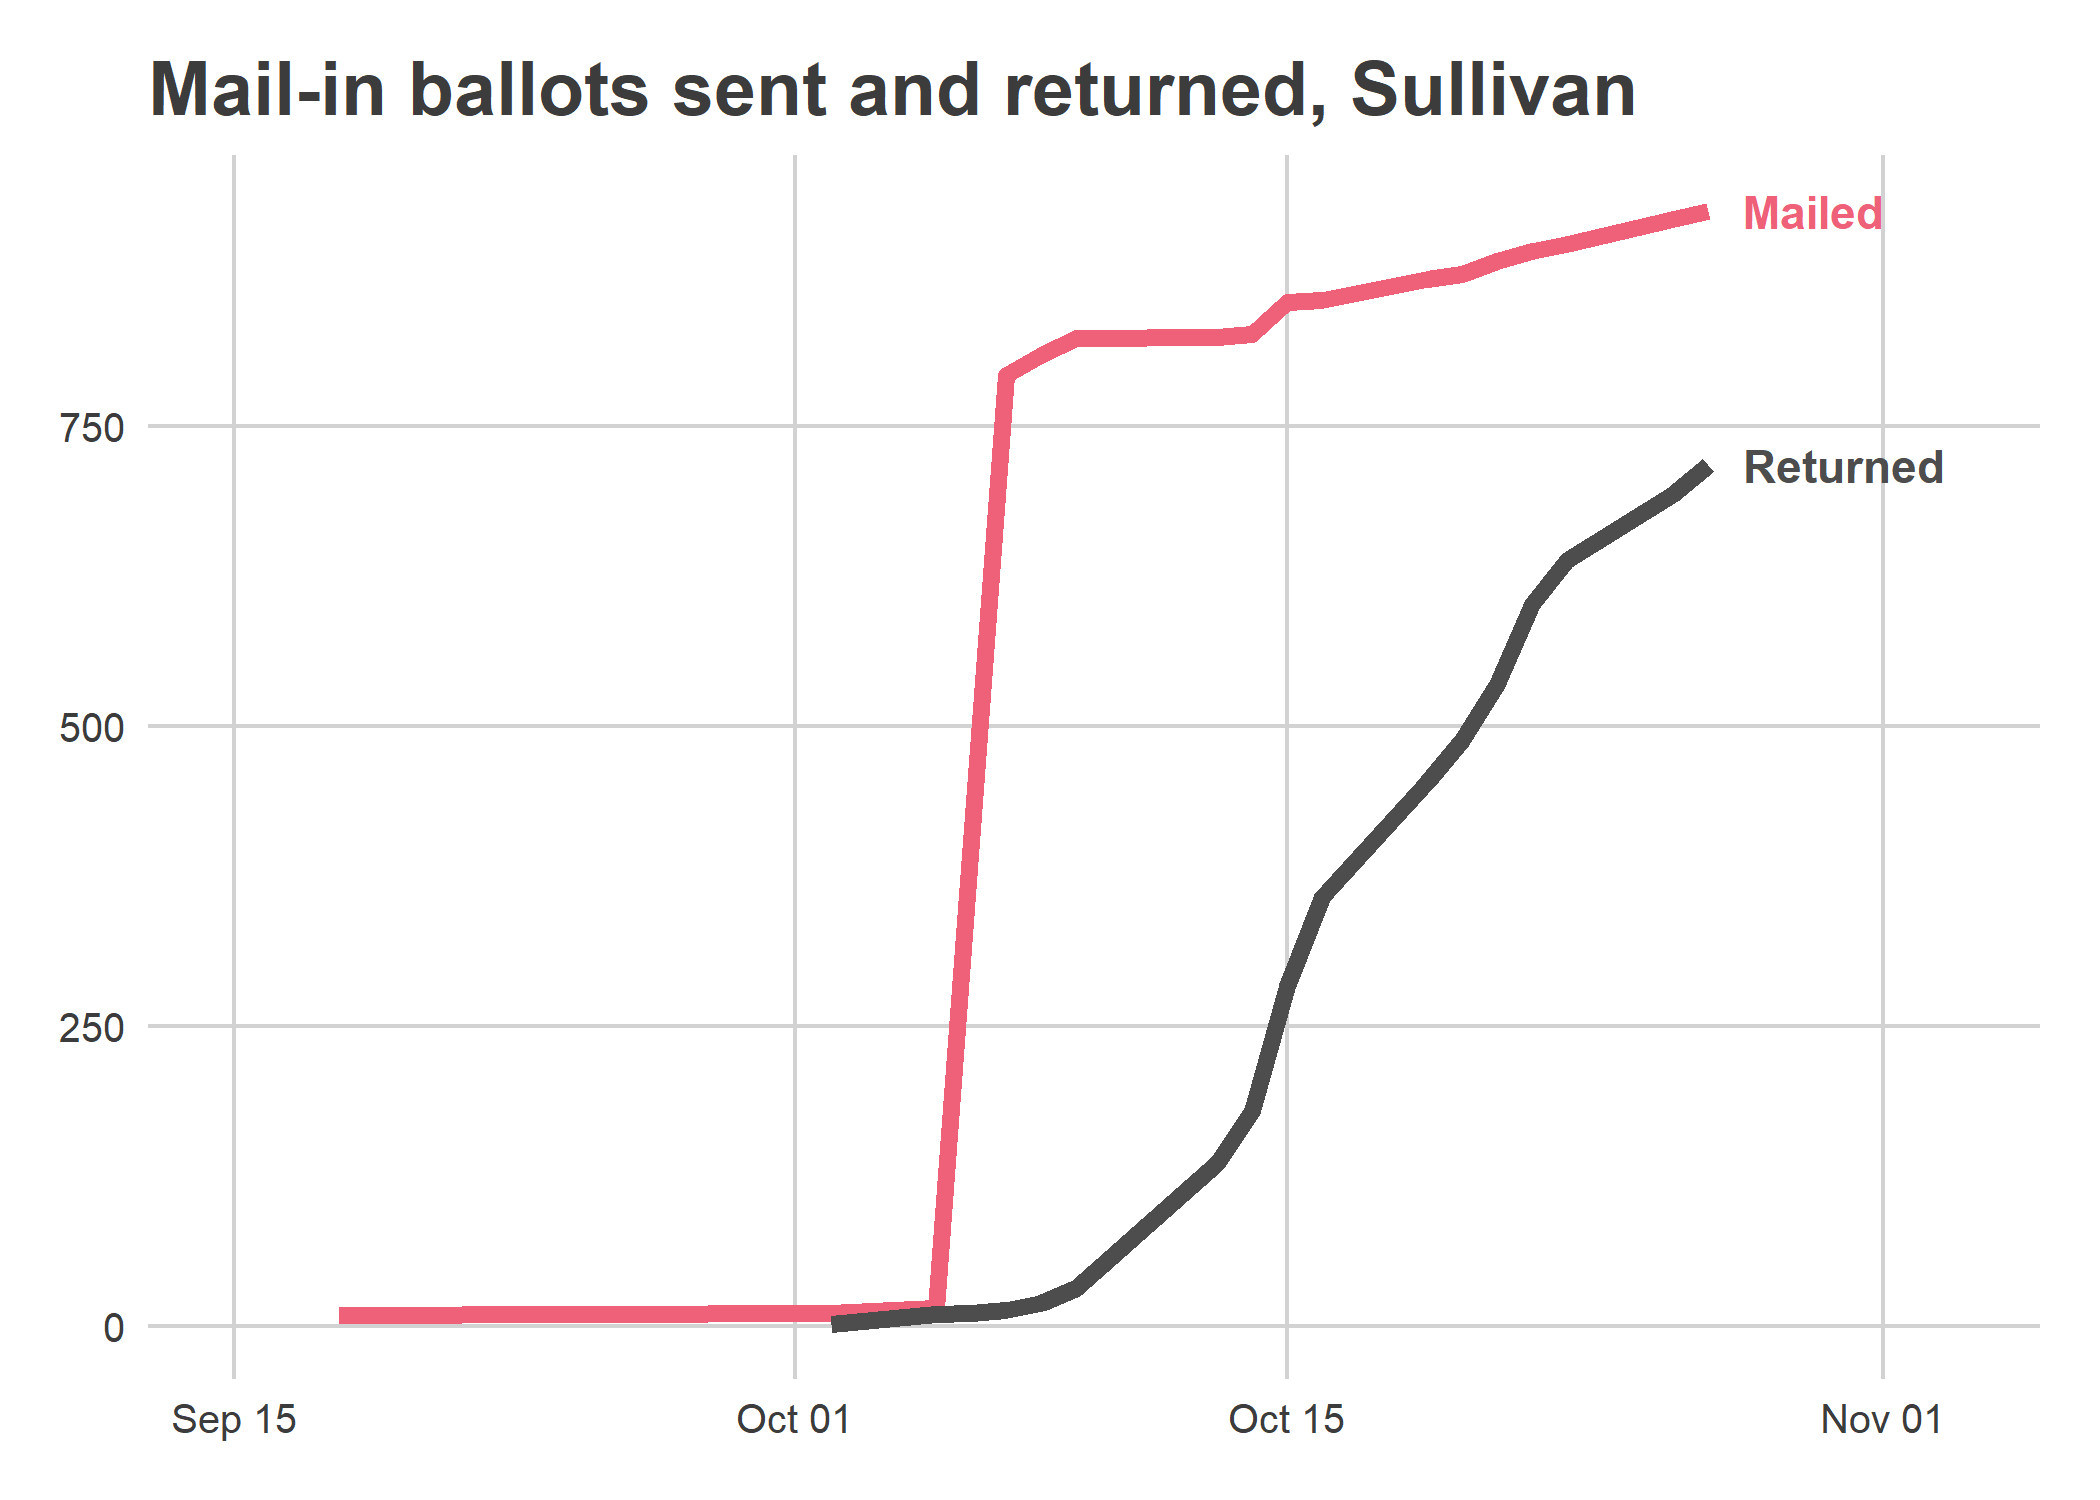 Mail-in ballots sent and returned, Sullivan
Mailed
750
Returned
500
250
0
Sep 15
Oct 01
Oct 15
Nov 01